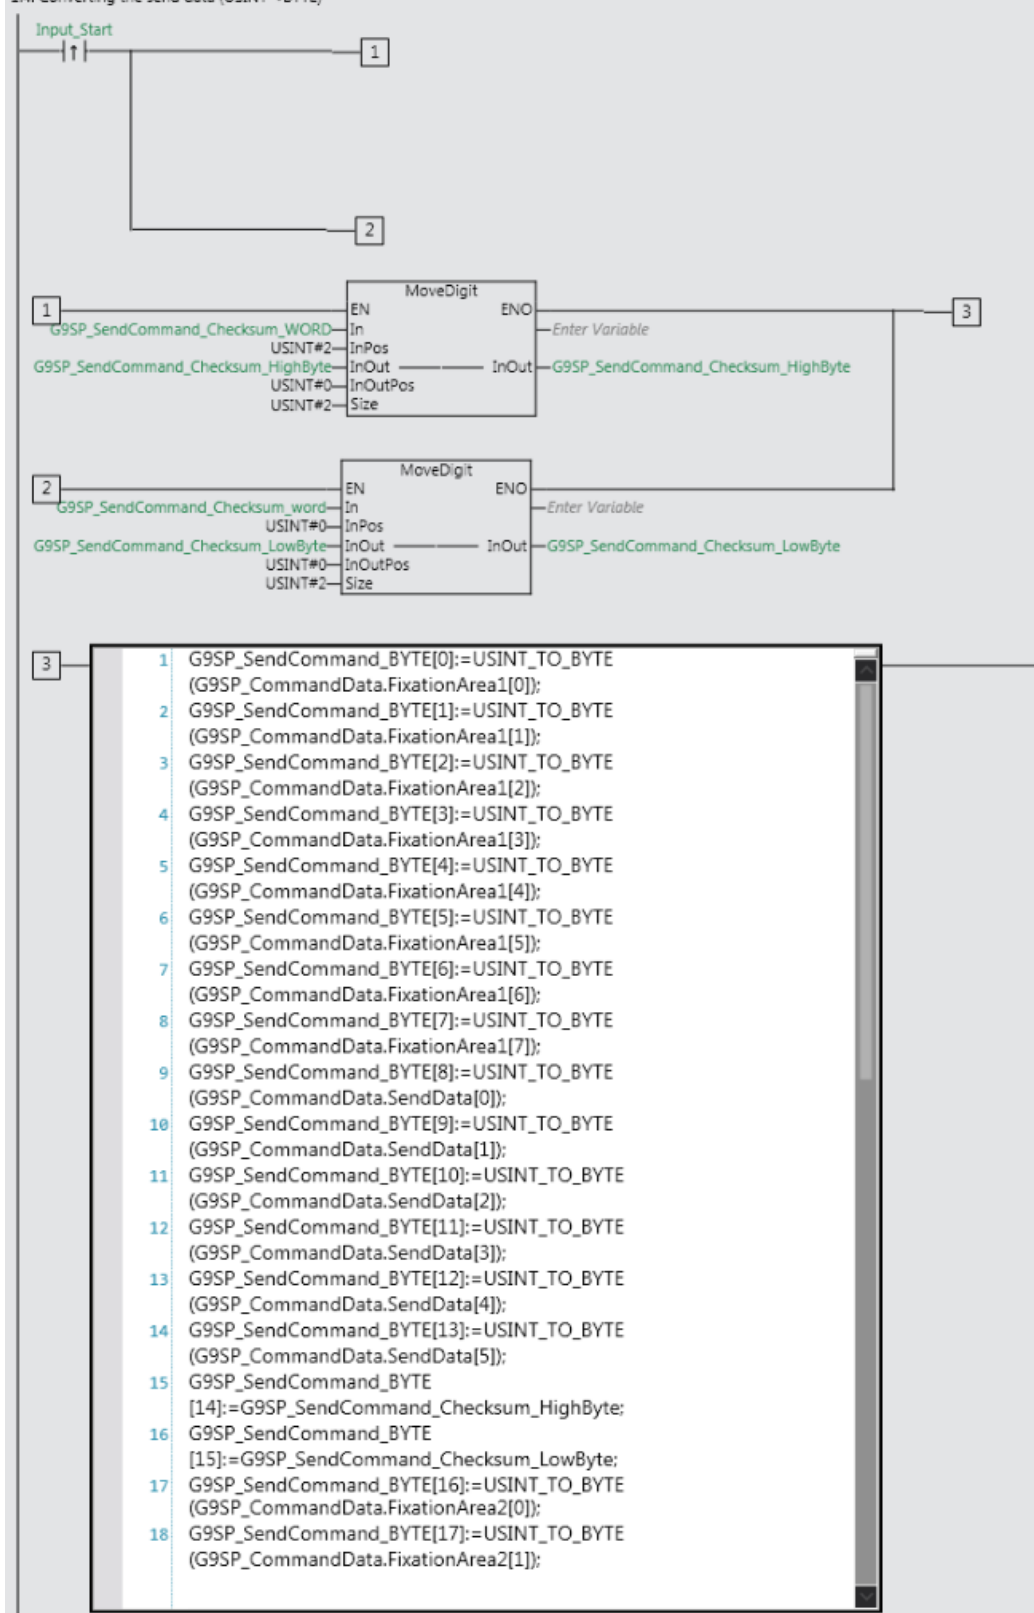 Converting the send data (USINT→BYTE)
Input_Start
↑
1
2
MoveDigit
1
EN ENO
3
G9SP_SendCommand_Checksum_WORD In Enter Variable
USINT#2 InPos
G9SP_SendCommand_Checksum_HighByte InOut InOut G9SP_SendCommand_Checksum_HighByte
USINT#0 InOutPos
USINT#2 Size
MoveDigit
2
EN ENO
G9SP_SendCommand_Checksum_word In Enter Variable
USINT#0 InPos
G9SP_SendCommand_Checksum_LowByte InOut InOut G9SP_SendCommand_Checksum_LowByte
USINT#0 InOutPos
USINT#2 Size
3
1 G9SP_SendCommand_BYTE[0]:=USINT_TO_BYTE
(G9SP_CommandData.FixationArea1[0]);
2 G9SP_SendCommand_BYTE[1]:=USINT_TO_BYTE
(G9SP_CommandData.FixationArea1[1]);
3 G9SP_SendCommand_BYTE[2]:=USINT_TO_BYTE
(G9SP_CommandData.FixationArea1[2]);
4 G9SP_SendCommand_BYTE[3]:=USINT_TO_BYTE
(G9SP_CommandData.FixationArea1[3]);
5 G9SP_SendCommand_BYTE[4]:=USINT_TO_BYTE
(G9SP_CommandData.FixationArea1[4]);
6 G9SP_SendCommand_BYTE[5]:=USINT_TO_BYTE
(G9SP_CommandData.FixationArea1[5]);
7 G9SP_SendCommand_BYTE[6]:=USINT_TO_BYTE
(G9SP_CommandData.FixationArea1[6]);
8 G9SP_SendCommand_BYTE[7]:=USINT_TO_BYTE
(G9SP_CommandData.FixationArea1[7]);
9 G9SP_SendCommand_BYTE[8]:=USINT_TO_BYTE
(G9SP_CommandData.SendData[0]);
10 G9SP_SendCommand_BYTE[9]:=USINT_TO_BYTE
(G9SP_CommandData.SendData[1]);
11 G9SP_SendCommand_BYTE[10]:=USINT_TO_BYTE
(G9SP_CommandData.SendData[2]);
12 G9SP_SendCommand_BYTE[11]:=USINT_TO_BYTE
(G9SP_CommandData.SendData[3]);
13 G9SP_SendCommand_BYTE[12]:=USINT_TO_BYTE
(G9SP_CommandData.SendData[4]);
14 G9SP_SendCommand_BYTE[13]:=USINT_TO_BYTE
(G9SP_CommandData.SendData[5]);
15 G9SP_SendCommand_BYTE
[14]:=G9SP_SendCommand_Checksum_HighByte;
16 G9SP_SendCommand_BYTE
[15]:=G9SP_SendCommand_Checksum_LowByte;
17 G9SP_SendCommand_BYTE[16]:=USINT_TO_BYTE
(G9SP_CommandData.FixationArea2[0]);
18 G9SP_SendCommand_BYTE[17]:=USINT_TO_BYTE
(G9SP_CommandData.FixationArea2[1]);